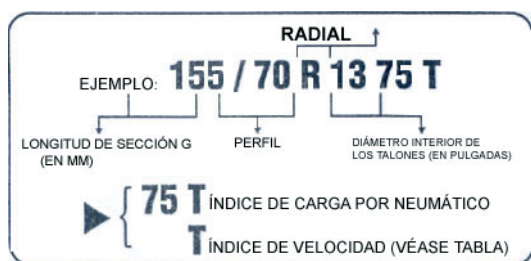 RADIAL
EJEMPLO: 155 / 70 R 13 75 T
LONGITUD DE SECCIÓN G
(EN MM)
PERFIL
DIÁMETRO INTERIOR DE
LOS TALONES (EN PULGADAS)
75 T ÍNDICE DE CARGA POR NEUMÁTICO
T ÍNDICE DE VELOCIDAD (VÉASE TABLA)